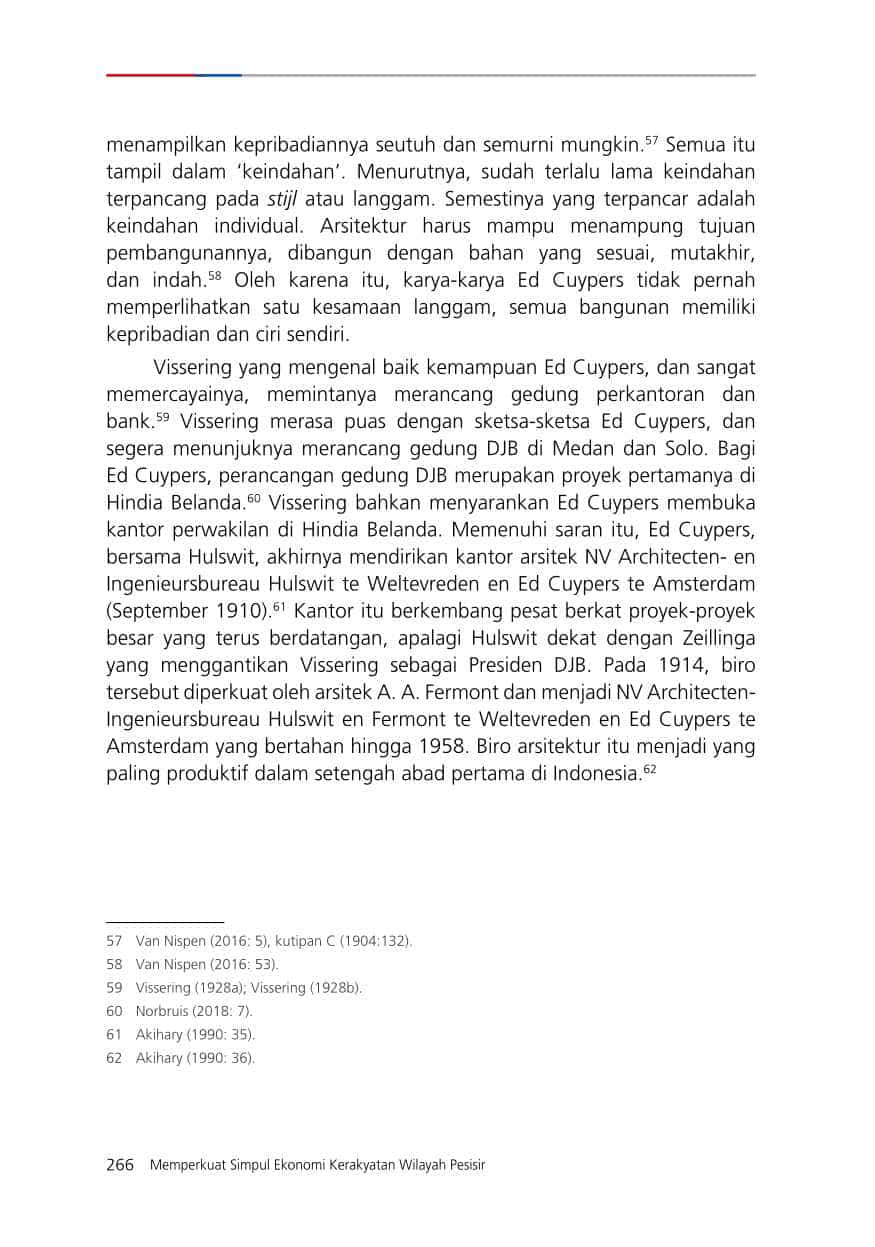 menampilkan kepribadiannya seutuh dan semurni mungkin.⁵⁷ Semua itu
tampil dalam ‘keindahan’. Menurutnya, sudah terlalu lama keindahan
terpancang pada stijl atau langgam. Semestinya yang terpancar adalah
keindahan individual. Arsitektur harus mampu menampung tujuan
pembangunannya, dibangun dengan bahan yang sesuai, mutakhir,
dan indah.⁵⁸ Oleh karena itu, karya-karya Ed Cuypers tidak pernah
memperlihatkan satu kesamaan langgam, semua bangunan memiliki
kepribadian dan ciri sendiri.
Vissering yang mengenal baik kemampuan Ed Cuypers, dan sangat
memercayainya, memintanya merancang gedung perkantoran dan
bank.⁵⁹ Vissering merasa puas dengan sketsa-sketsa Ed Cuypers, dan
segera menunjuknya merancang gedung DJB di Medan dan Solo. Bagi
Ed Cuypers, perancangan gedung DJB merupakan proyek pertamanya di
Hindia Belanda.⁶⁰ Vissering bahkan menyarankan Ed Cuypers membuka
kantor perwakilan di Hindia Belanda. Memenuhi saran itu, Ed Cuypers,
bersama Hulswit, akhirnya mendirikan kantor arsitek NV Architecten- en
Ingenieursbureau Hulswit te Weltevreden en Ed Cuypers te Amsterdam
(September 1910).⁶¹ Kantor itu berkembang pesat berkat proyek-proyek
besar yang terus berdatangan, apalagi Hulswit dekat dengan Zeillinga
yang menggantikan Vissering sebagai Presiden DJB. Pada 1914, biro
tersebut diperkuat oleh arsitek A. A. Fermont dan menjadi NV Architecten-
Ingenieursbureau Hulswit en Fermont te Weltevreden en Ed Cuypers te
Amsterdam yang bertahan hingga 1958. Biro arsitektur itu menjadi yang
paling produktif dalam setengah abad pertama di Indonesia.⁶²
57 Van Nispen (2016: 5), kutipan C (1904:132).
58 Van Nispen (2016: 53).
59 Vissering (1928a); Vissering (1928b).
60 Norbruis (2018: 7).
61 Akihary (1990: 35).
62 Akihary (1990: 36).
266 Memperkuat Simpul Ekonomi Kerakyatan Wilayah Pesisir